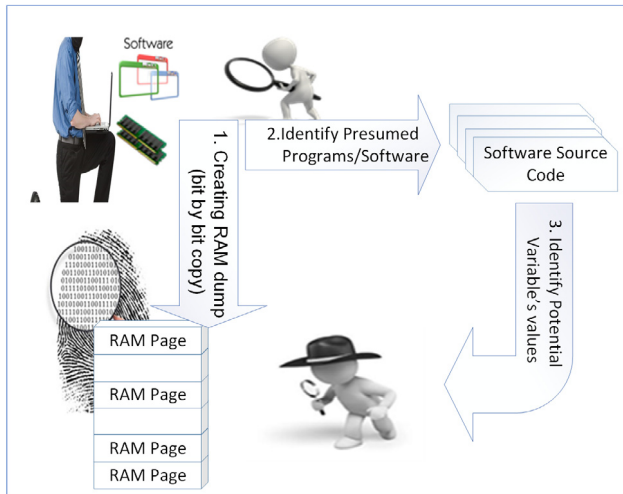 Software
1. Creating RAM dump
(bit by bit copy)
2.Identify Presumed
Programs/Software
Software Source
Code
3. Identify Potential
Variable's values
RAM Page
RAM Page
RAM Page
RAM Page